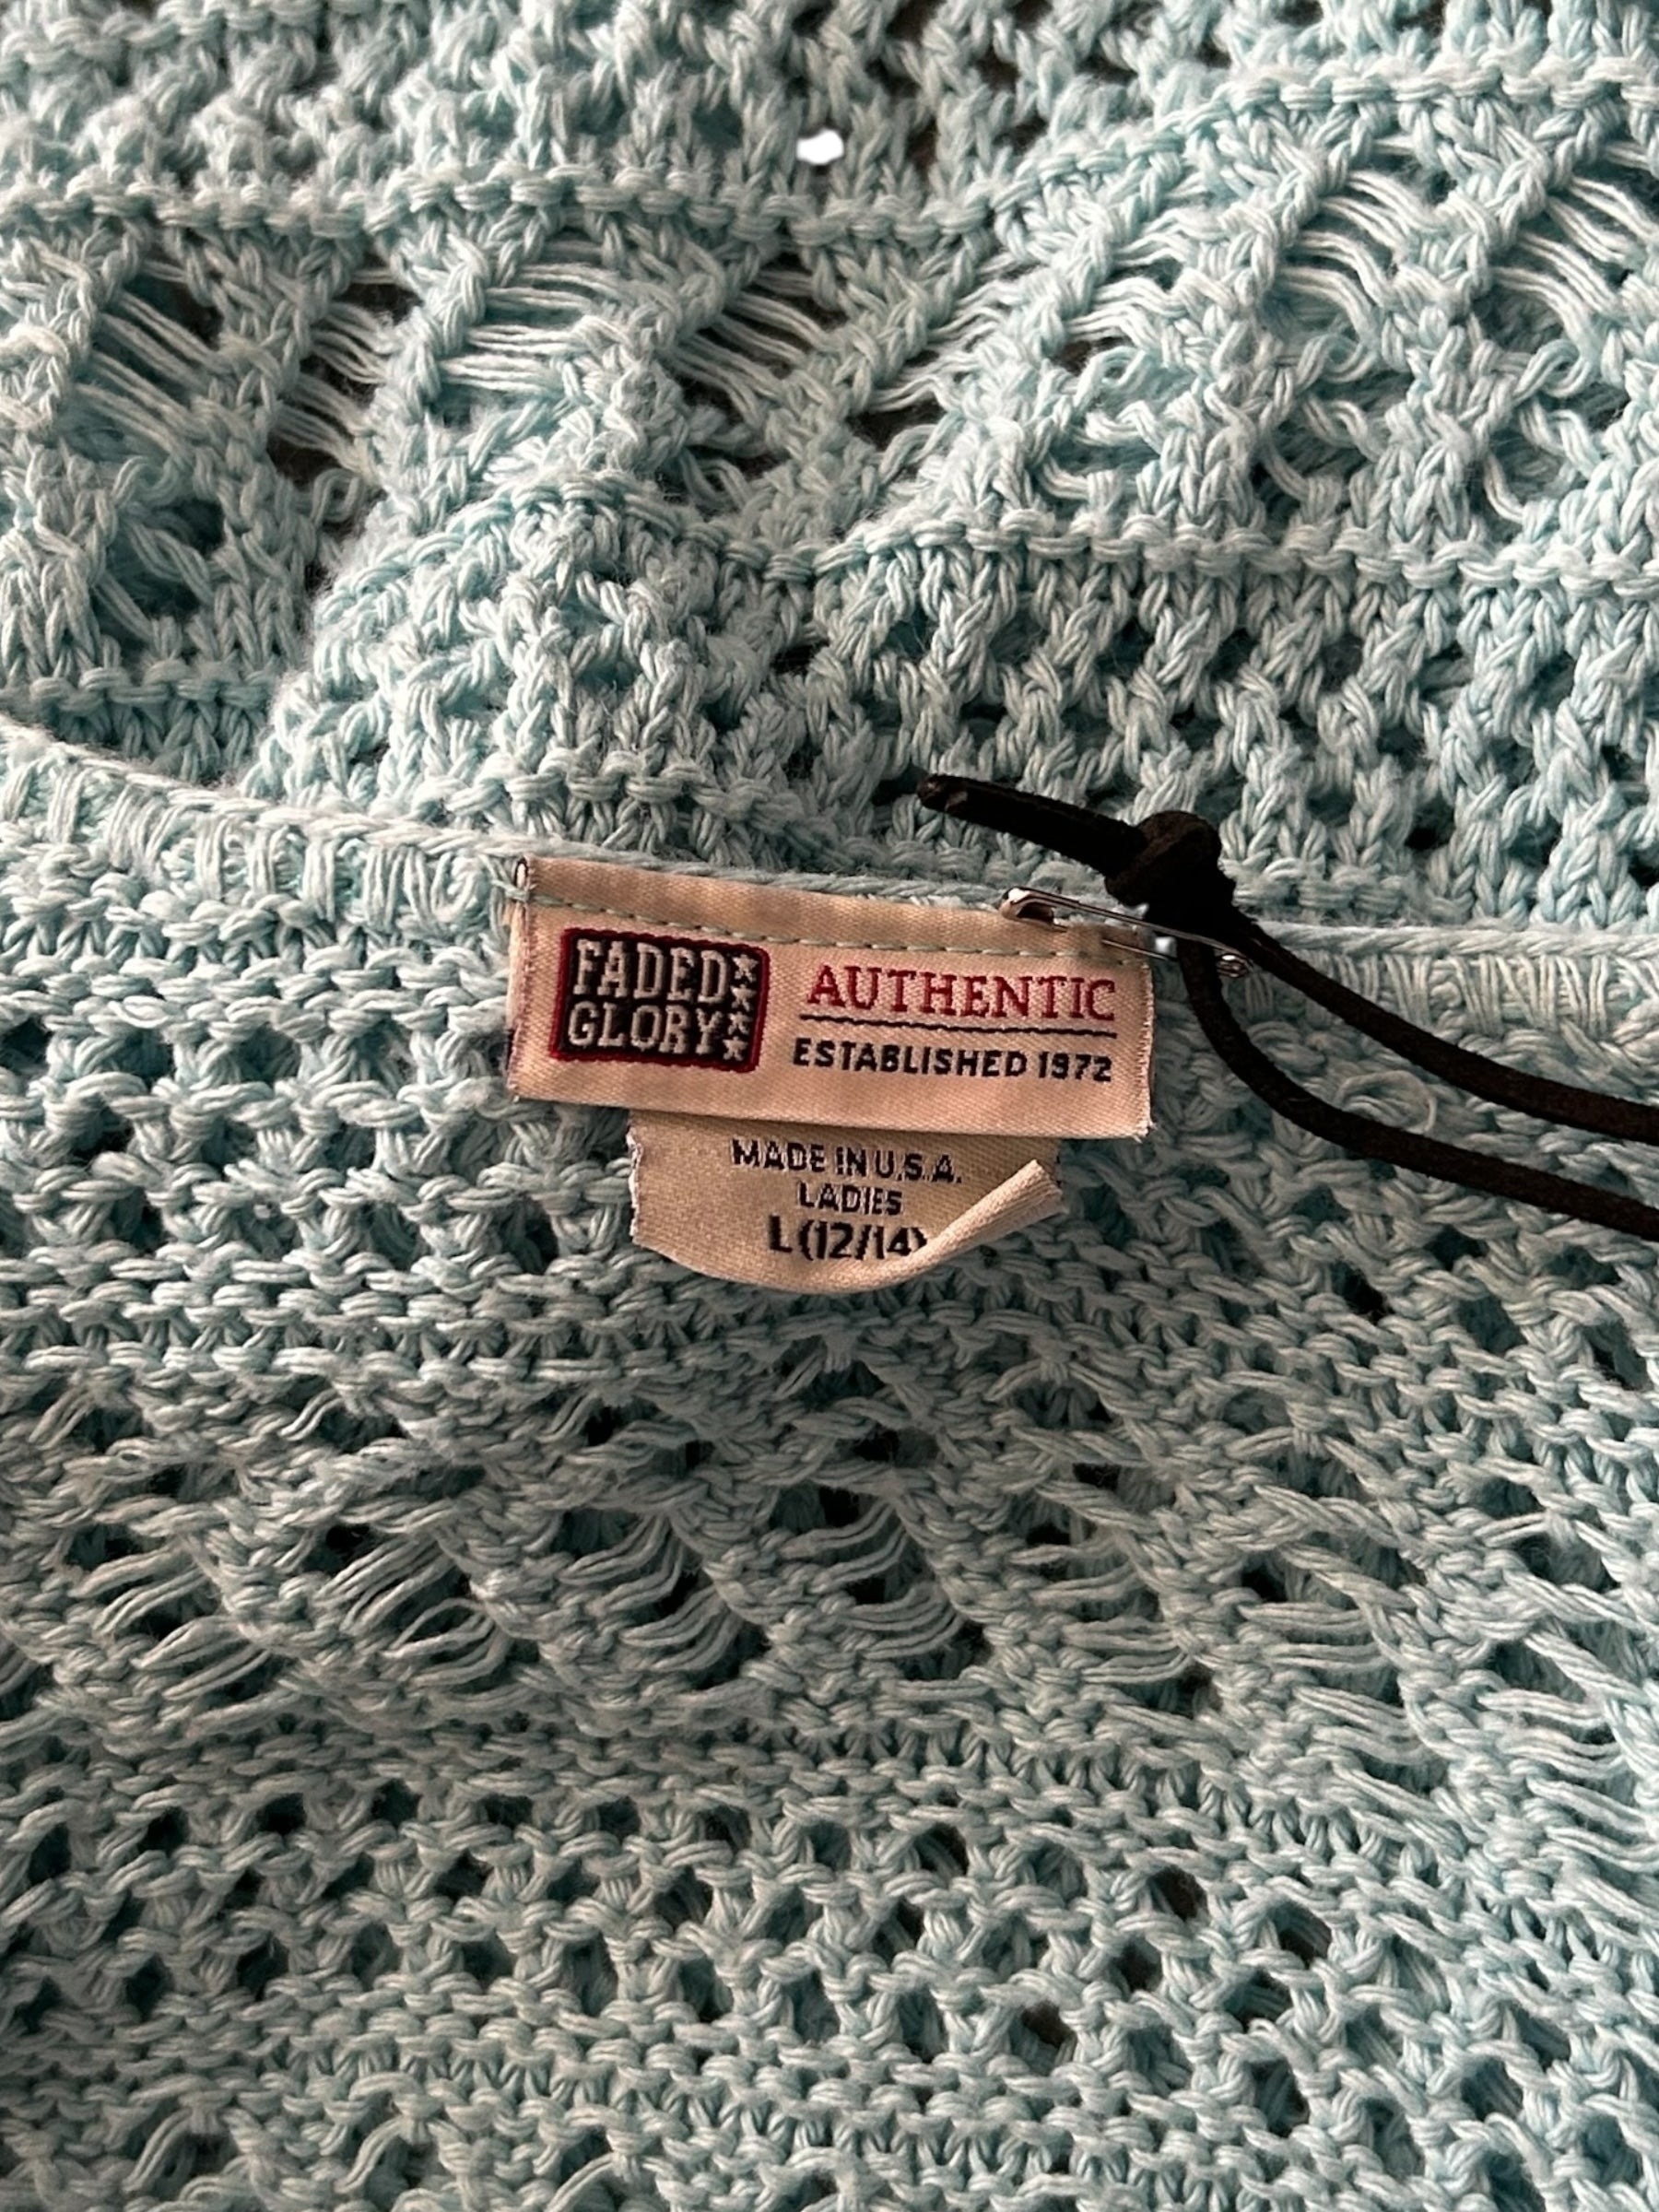 FADED
GLORY
AUTHENTIC
ESTABLISHED 1972
MADE IN U.S.A.
LADIES
L (12/14)